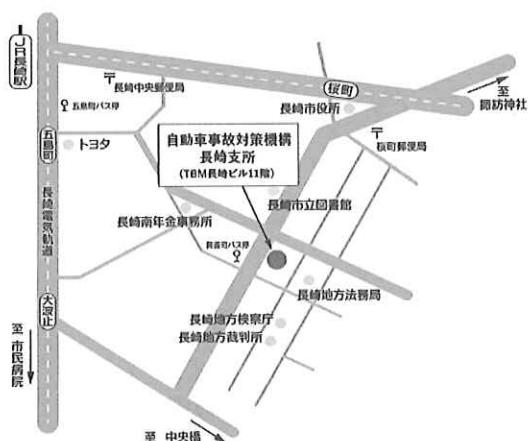 JR長崎駅
〒
長崎中央郵便局
五島町バス停
桜町
至
諏訪神社
長崎市役所
〒
桜町郵便局
五島町
トヨタ
自動車事故対策機構
長崎支所
(TBM長崎ビル11階)
長崎市立図書館
長崎南年金事務所
長崎電気軌道
興善町バス停
長崎地方法務局
大波止
長崎地方検察庁
長崎地方裁判所
至
市民病院
至 中央橋